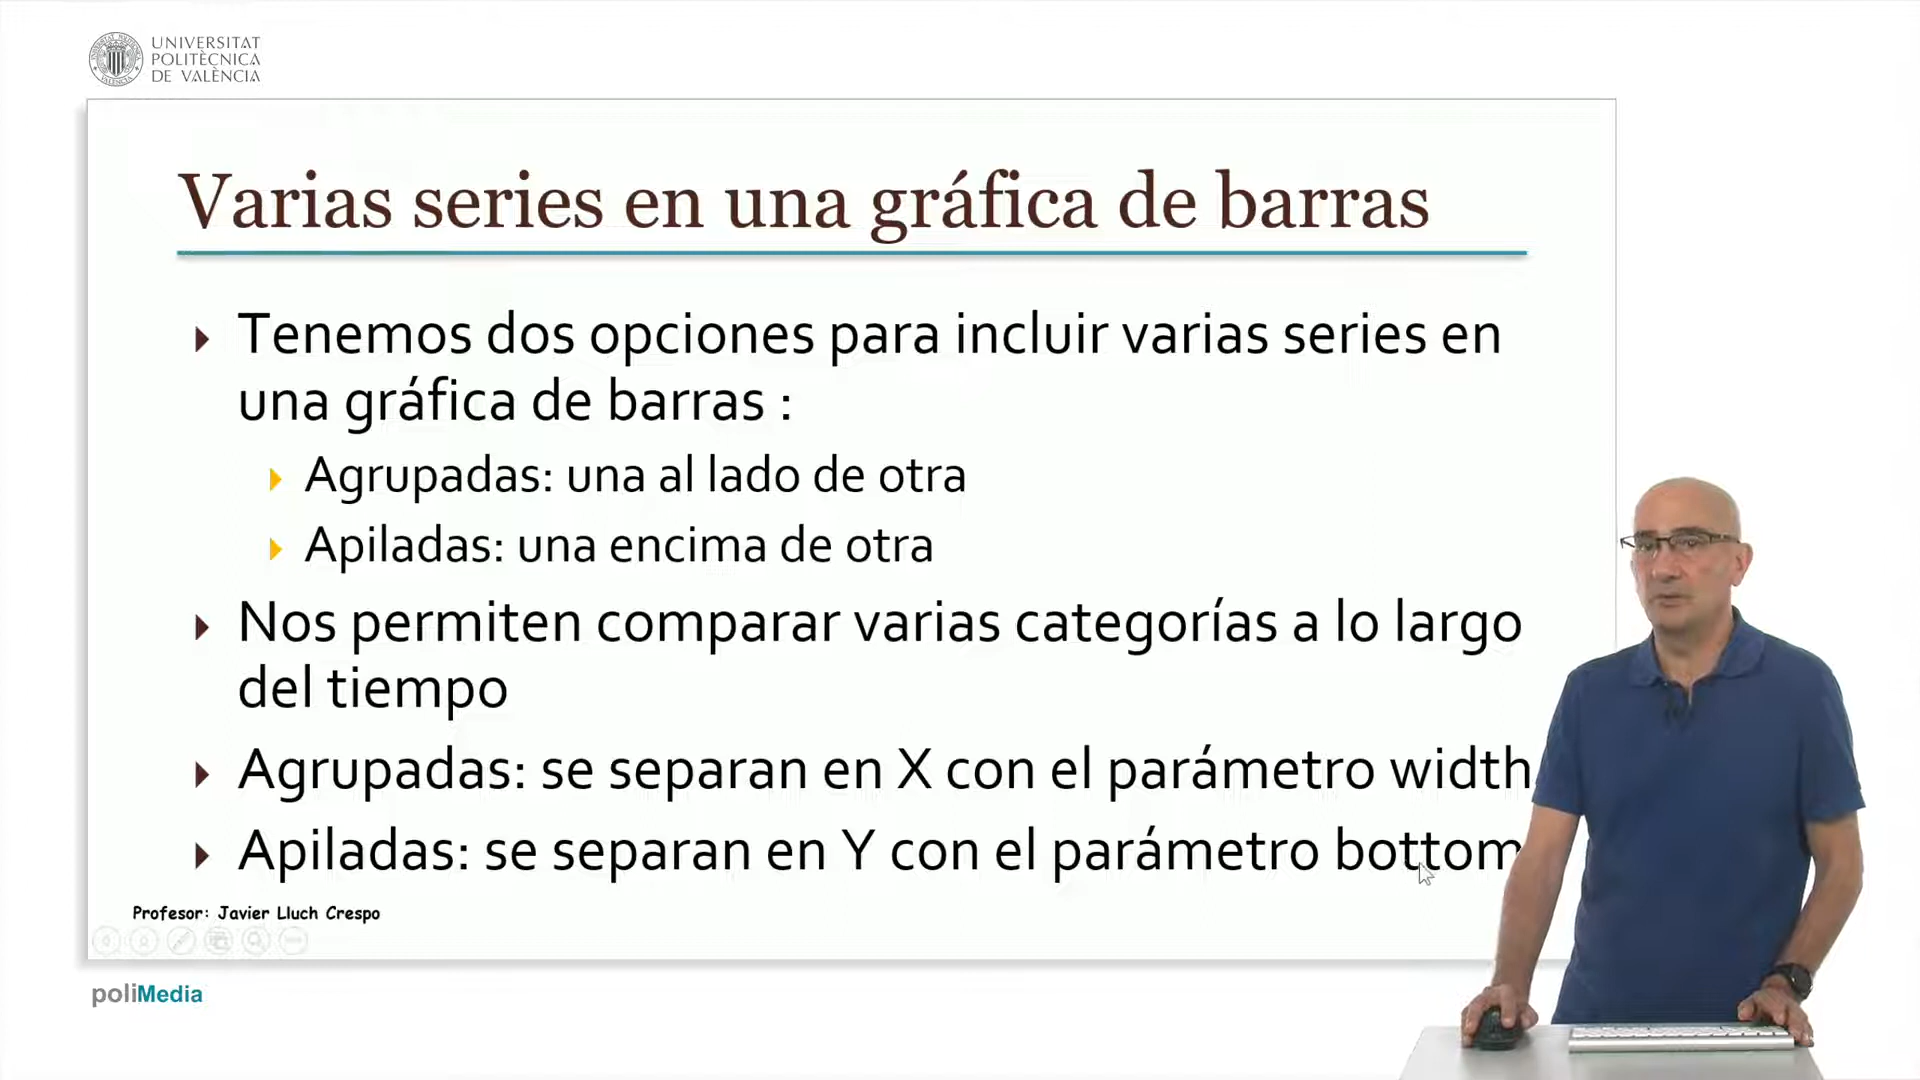 UNIVERSITAT
POLITÈCNICA
DE VALÈNCIA
Varias series en una gráfica de barras
Tenemos dos opciones para incluir varias series en
una gráfica de barras :
Agrupadas: una al lado de otra
Apiladas: una encima de otra
Nos permiten comparar varias categorías a lo largo
del tiempo
Agrupadas: se separan en X con el parámetro width
Apiladas: se separan en Y con el parámetro bottom
Profesor: Javier Lluch Crespo
poliMedia